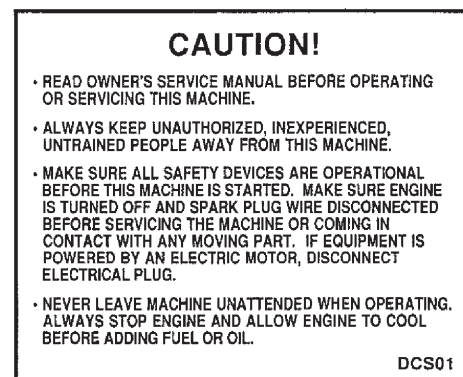 CAUTION!
• READ OWNER'S SERVICE MANUAL BEFORE OPERATING
OR SERVICING THIS MACHINE.
• ALWAYS KEEP UNAUTHORIZED, INEXPERIENCED,
UNTRAINED PEOPLE AWAY FROM THIS MACHINE.
• MAKE SURE ALL SAFETY DEVICES ARE OPERATIONAL
BEFORE THIS MACHINE IS STARTED. MAKE SURE ENGINE
IS TURNED OFF AND SPARK PLUG WIRE DISCONNECTED
BEFORE SERVICING THE MACHINE OR COMING IN
CONTACT WITH ANY MOVING PART. IF EQUIPMENT IS
POWERED BY AN ELECTRIC MOTOR, DISCONNECT
ELECTRICAL PLUG.
• NEVER LEAVE MACHINE UNATTENDED WHEN OPERATING.
ALWAYS STOP ENGINE AND ALLOW ENGINE TO COOL
BEFORE ADDING FUEL OR OIL.
DCS01